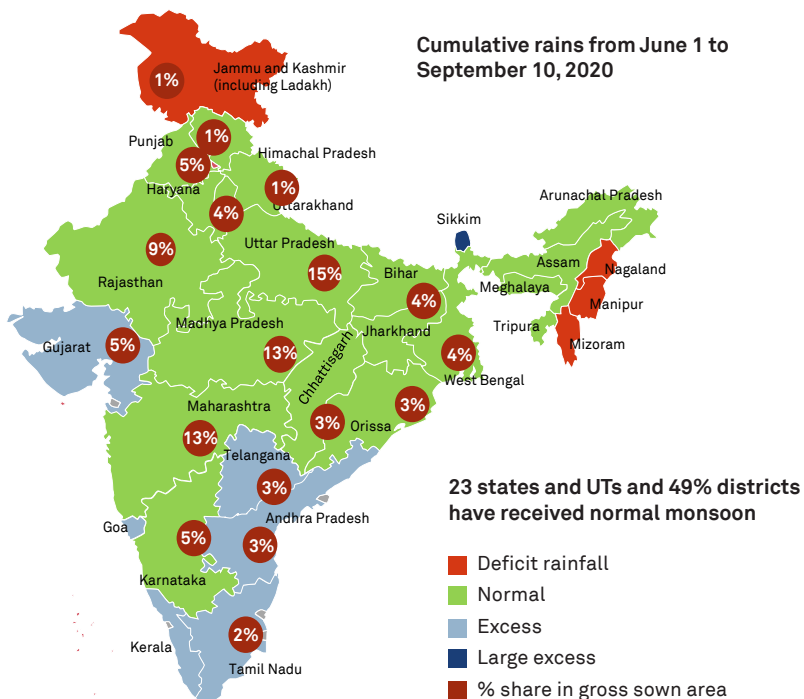 Cumulative rains from June 1 to
September 10, 2020
Jammu and Kashmir
(including Ladakh)
1%
Punjab
1%
Himachal Pradesh
5%
Haryana
1%
Uttarakhand
4%
Arunachal Pradesh
Sikkim
9%
Rajasthan
Uttar Pradesh
15%
Bihar
4%
Assam
Nagaland
Meghalaya
Manipur
Tripura
Mizoram
Gujarat
5%
Madhya Pradesh
13%
Chhattisgarh
Jharkhand
4%
West Bengal
Maharashtra
13%
3%
Orissa
3%
Telangana
3%
Goa
Andhra Pradesh
5%
3%
Karnataka
Kerala
2%
Tamil Nadu
23 states and UTs and 49% districts
have received normal monsoon
Deficit rainfall
Normal
Excess
Large excess
% share in gross sown area